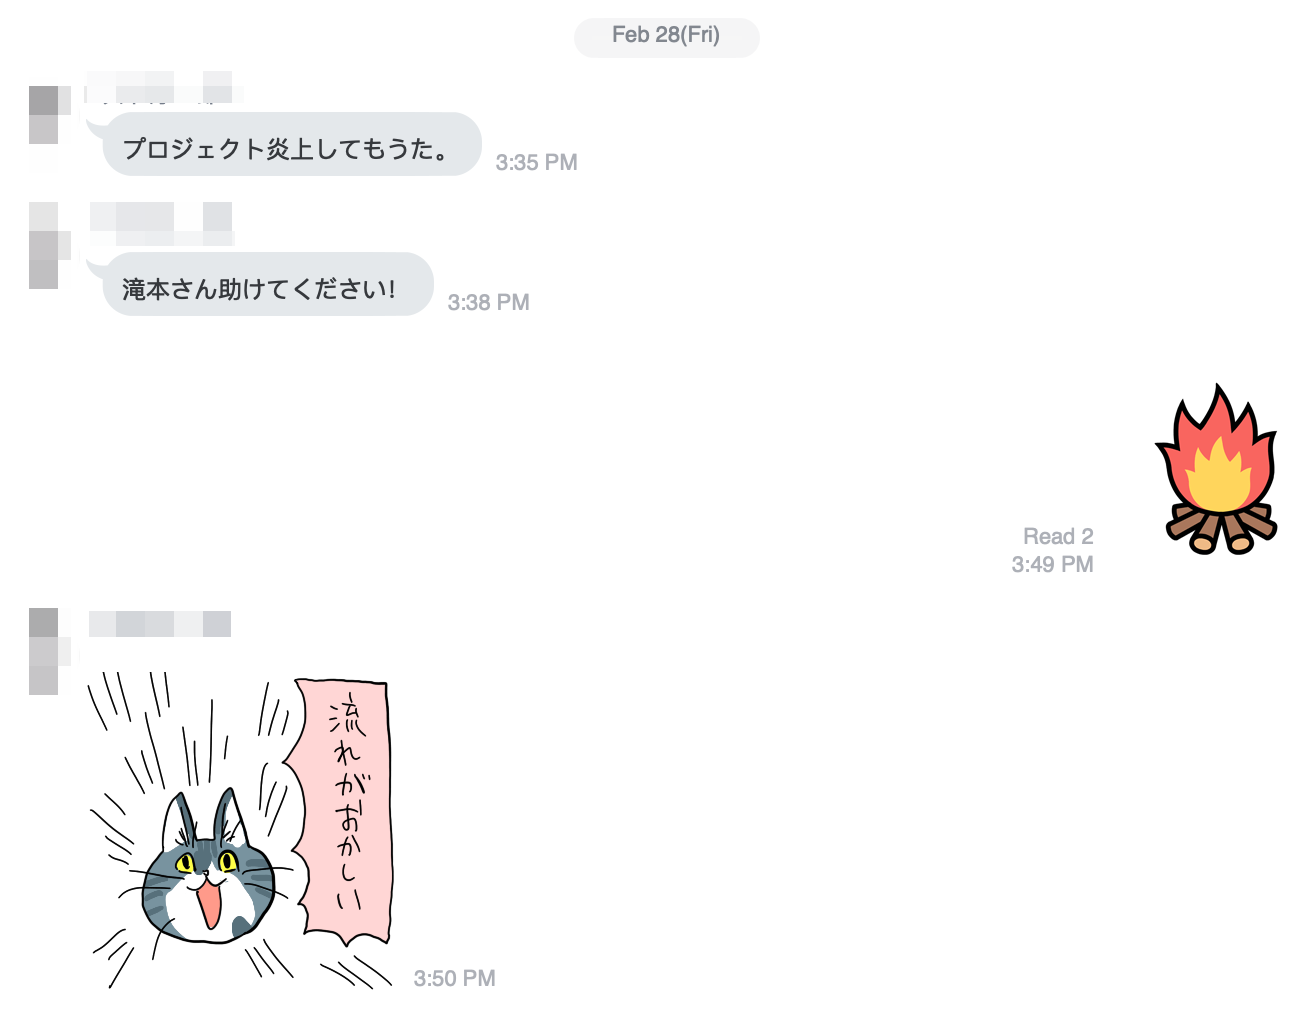 Feb 28(Fri)
プロジェクト炎上してもうた。
3:35 PM
滝本さん助けてください!
3:38 PM
Read 2
3:49 PM
流れがおかしい
3:50 PM